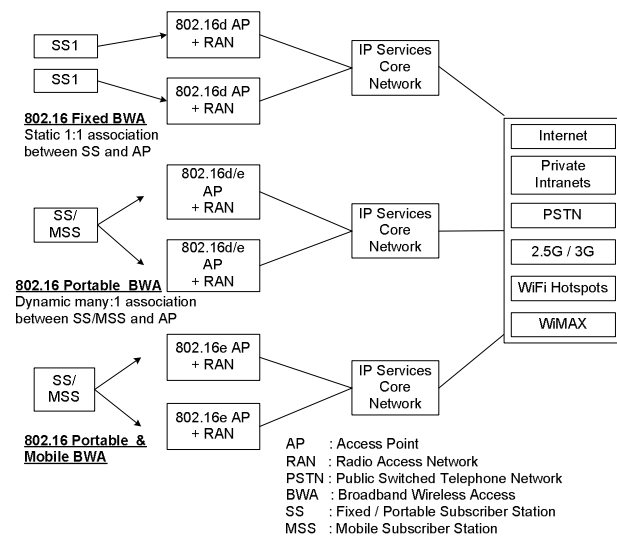 SS1
SS1
802.16d AP
+ RAN
802.16d AP
+ RAN
IP Services
Core
Network
802.16 Fixed BWA
Static 1:1 association
between SS and AP
SS/
MSS
802.16d/e
AP
+ RAN
802.16d/e
AP
+ RAN
IP Services
Core
Network
802.16 Portable BWA
Dynamic many:1 association
between SS/MSS and AP
SS/
MSS
802.16e AP
+ RAN
802.16e AP
+ RAN
IP Services
Core
Network
802.16 Portable &
Mobile BWA
Internet
Private
Intranets
PSTN
2.5G / 3G
WiFi Hotspots
WiMAX
AP : Access Point
RAN : Radio Access Network
PSTN : Public Switched Telephone Network
BWA : Broadband Wireless Access
SS : Fixed / Portable Subscriber Station
MSS : Mobile Subscriber Station